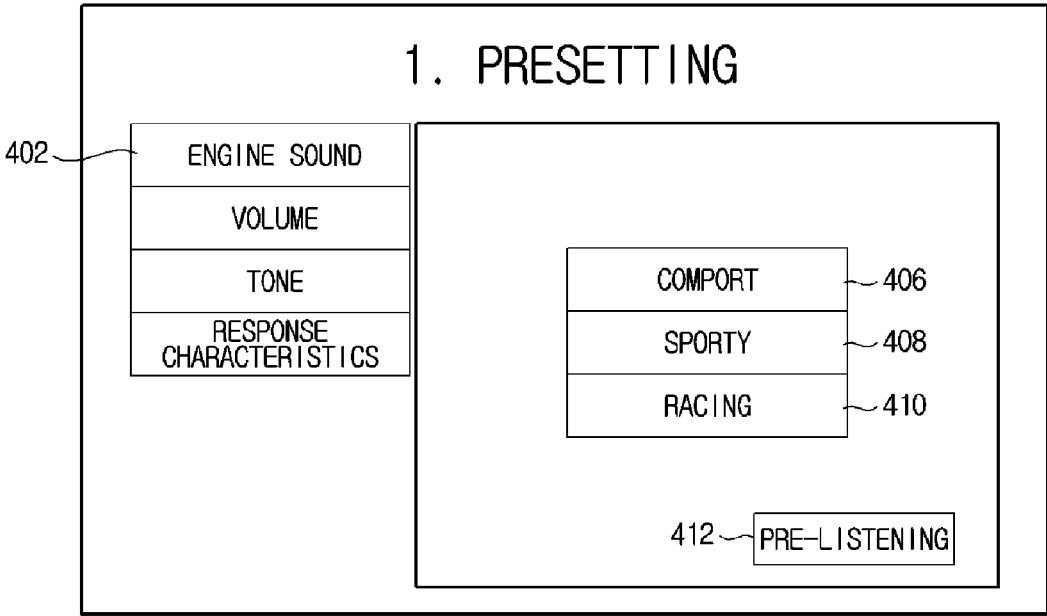 1. PRESETTING
402
ENGINE SOUND
VOLUME
TONE
RESPONSE
CHARACTERISTICS
COMPORT
406
SPORTY
408
RACING
410
412
PRE-LISTENING